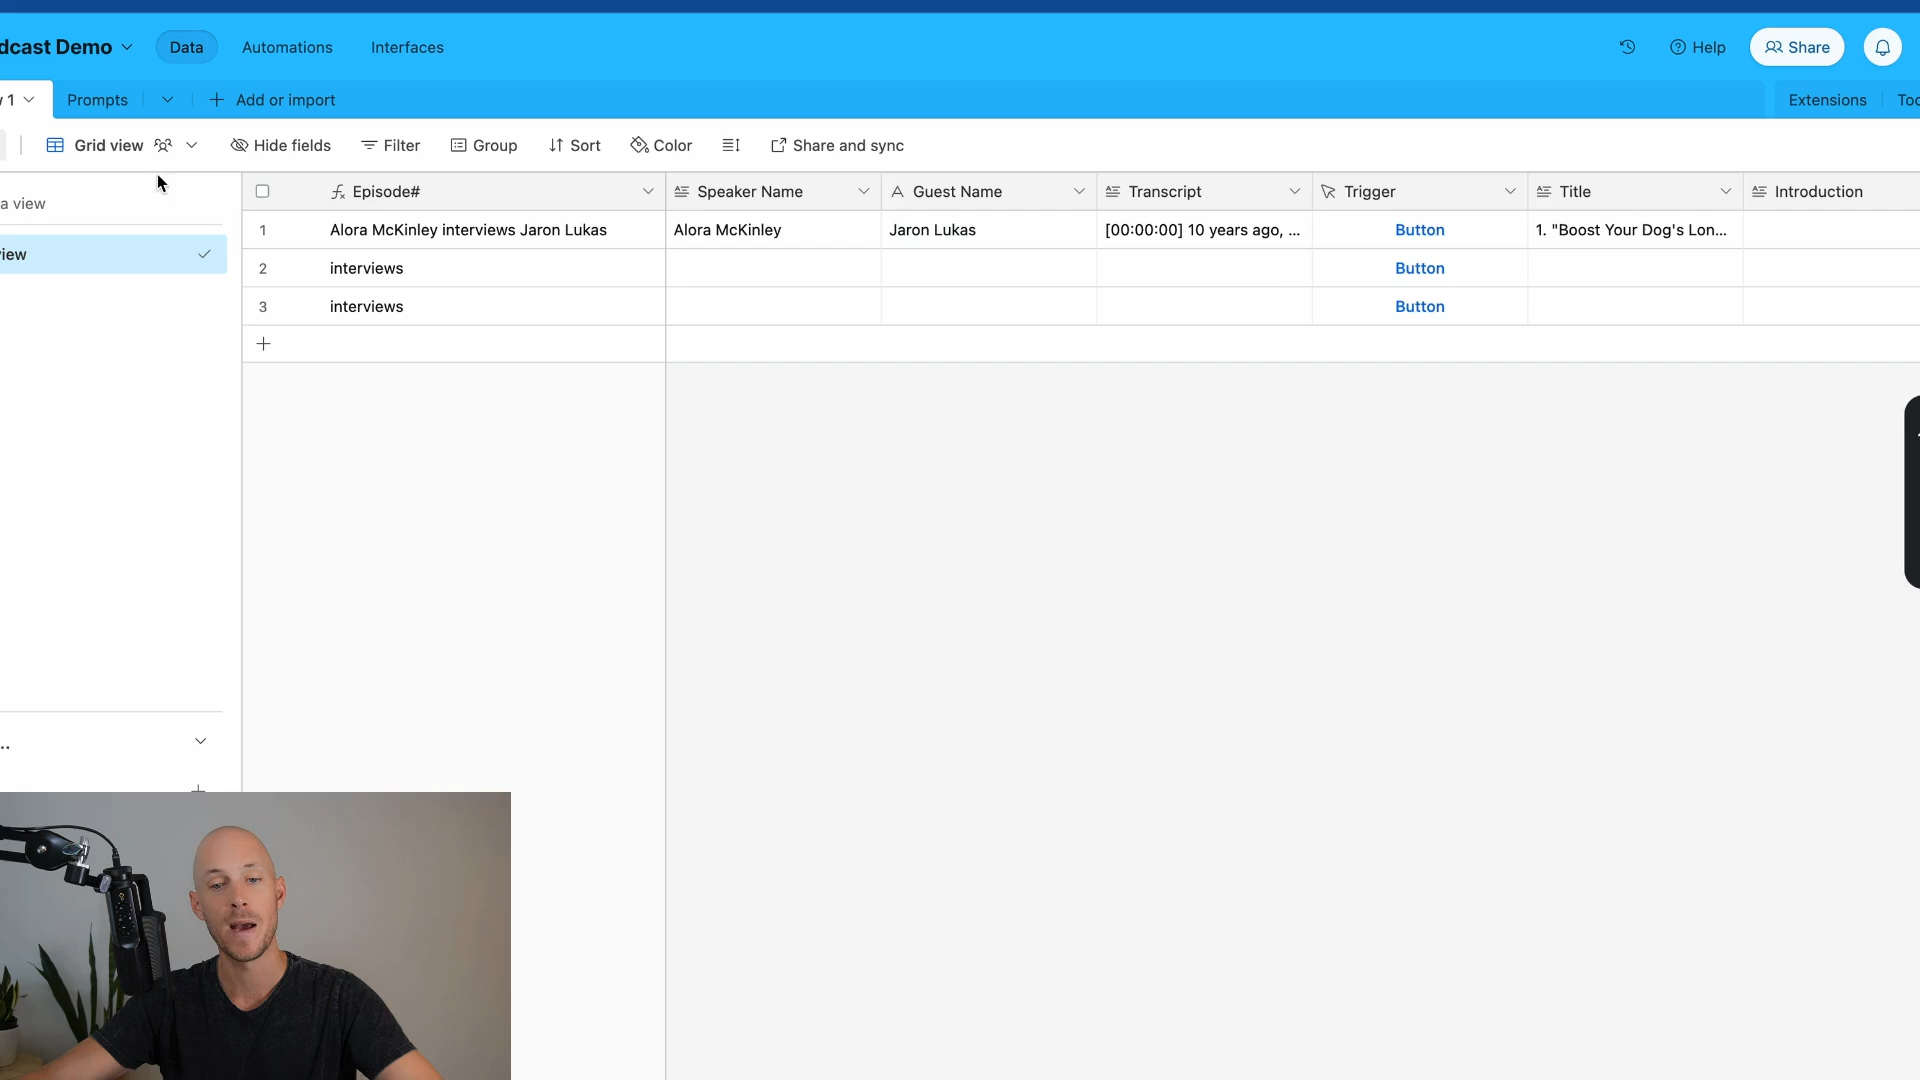 dcast Demo Data Automations Interfaces Help Share
1 Prompts Add or import Extensions Too
Grid view Hide fields Filter Group Sort Color Share and sync
a view
iew
...
Episode# Speaker Name Guest Name Transcript Trigger Title Introduction
1 Alora McKinley interviews Jaron Lukas Alora McKinley Jaron Lukas [00:00:00] 10 years ago, ... Button 1. "Boost Your Dog's Lon...
2 interviews Button
3 interviews Button